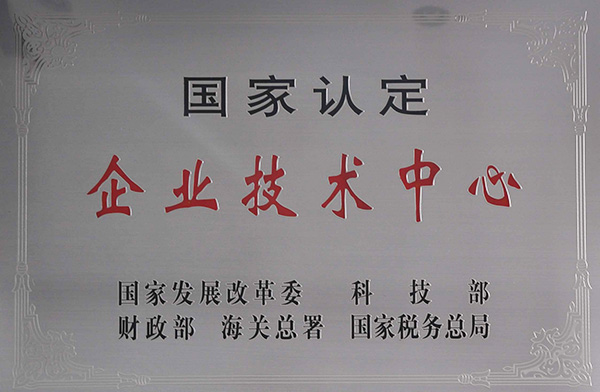 国家认定
企业技术中心
国家发展改革委 科技部
财政部 海关总署 国家税务总局